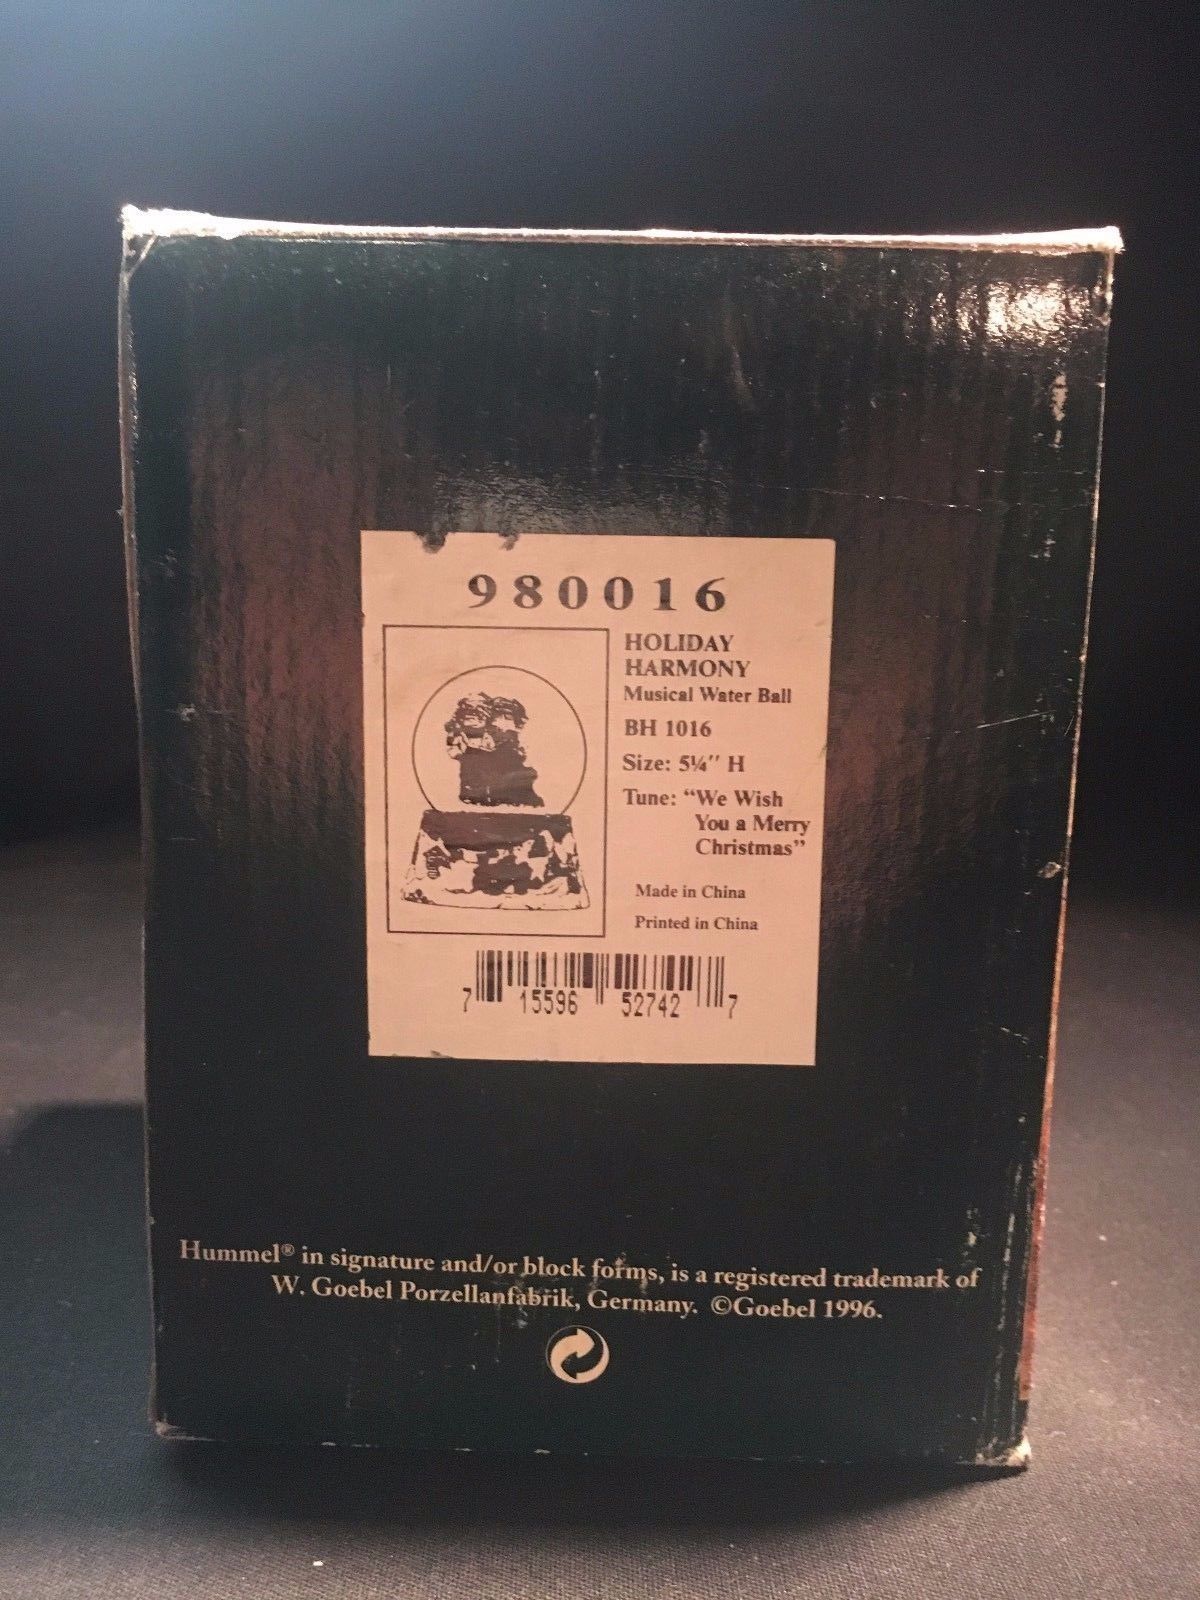 980016
HOLIDAY
HARMONY
Musical Water Ball
BH 1016
Size: 5¼" H
Tune: “We Wish
You a Merry
Christmas”
Made in China
Printed in China
7 15596 52742 7
Hummel® in signature and/or block forms, is a registered trademark of
W. Goebel Porzellanfabrik, Germany. ©Goebel 1996.